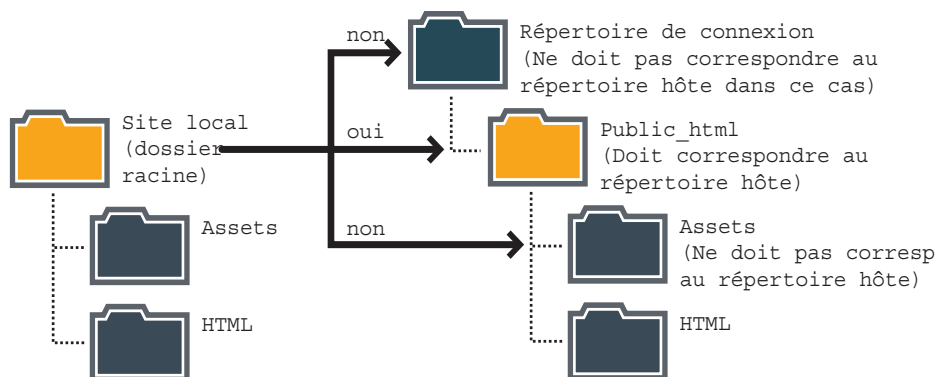 non
Répertoire de connexion
(Ne doit pas correspondre au
répertoire hôte dans ce cas)
Site local
(dossier
racine)
oui
Public_html
(Doit correspondre au
répertoire hôte)
Assets
non
Assets
(Ne doit pas corresp
au répertoire hôte)
HTML
HTML